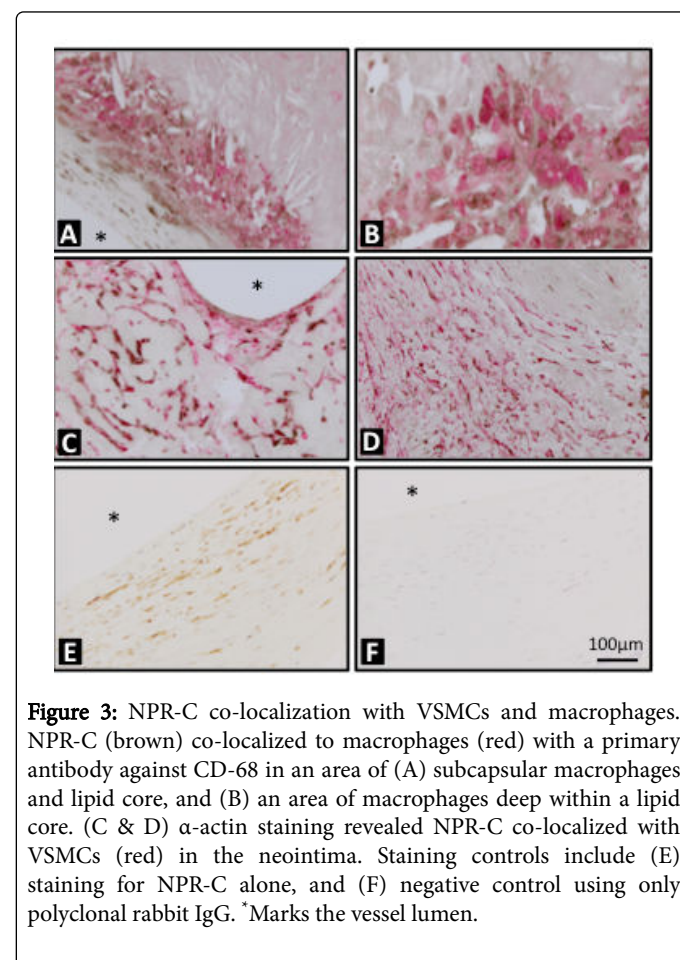 A
*
B
C
*
D
E
*
F
*
100µm
Figure 3: NPR-C co-localization with VSMCs and macrophages.
NPR-C (brown) co-localized to macrophages (red) with a primary
antibody against CD-68 in an area of (A) subcapsular macrophages
and lipid core, and (B) an area of macrophages deep within a lipid
core. (C & D) α-actin staining revealed NPR-C co-localized with
VSMCs (red) in the neointima. Staining controls include (E)
staining for NPR-C alone, and (F) negative control using only
polyclonal rabbit IgG. *Marks the vessel lumen.